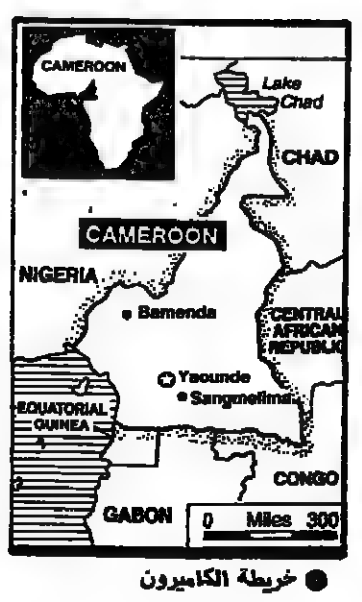 CAMEROON
Lake
Chad
CHAD
CAMEROON
NIGERIA
Bamenda
CENTRAL
AFRICAN
REPUBLIC
Yaounde
Sangmelima
EQUATORIAL
GUINEA
CONGO
GABON
0 Miles 300
خريطة الكاميرون